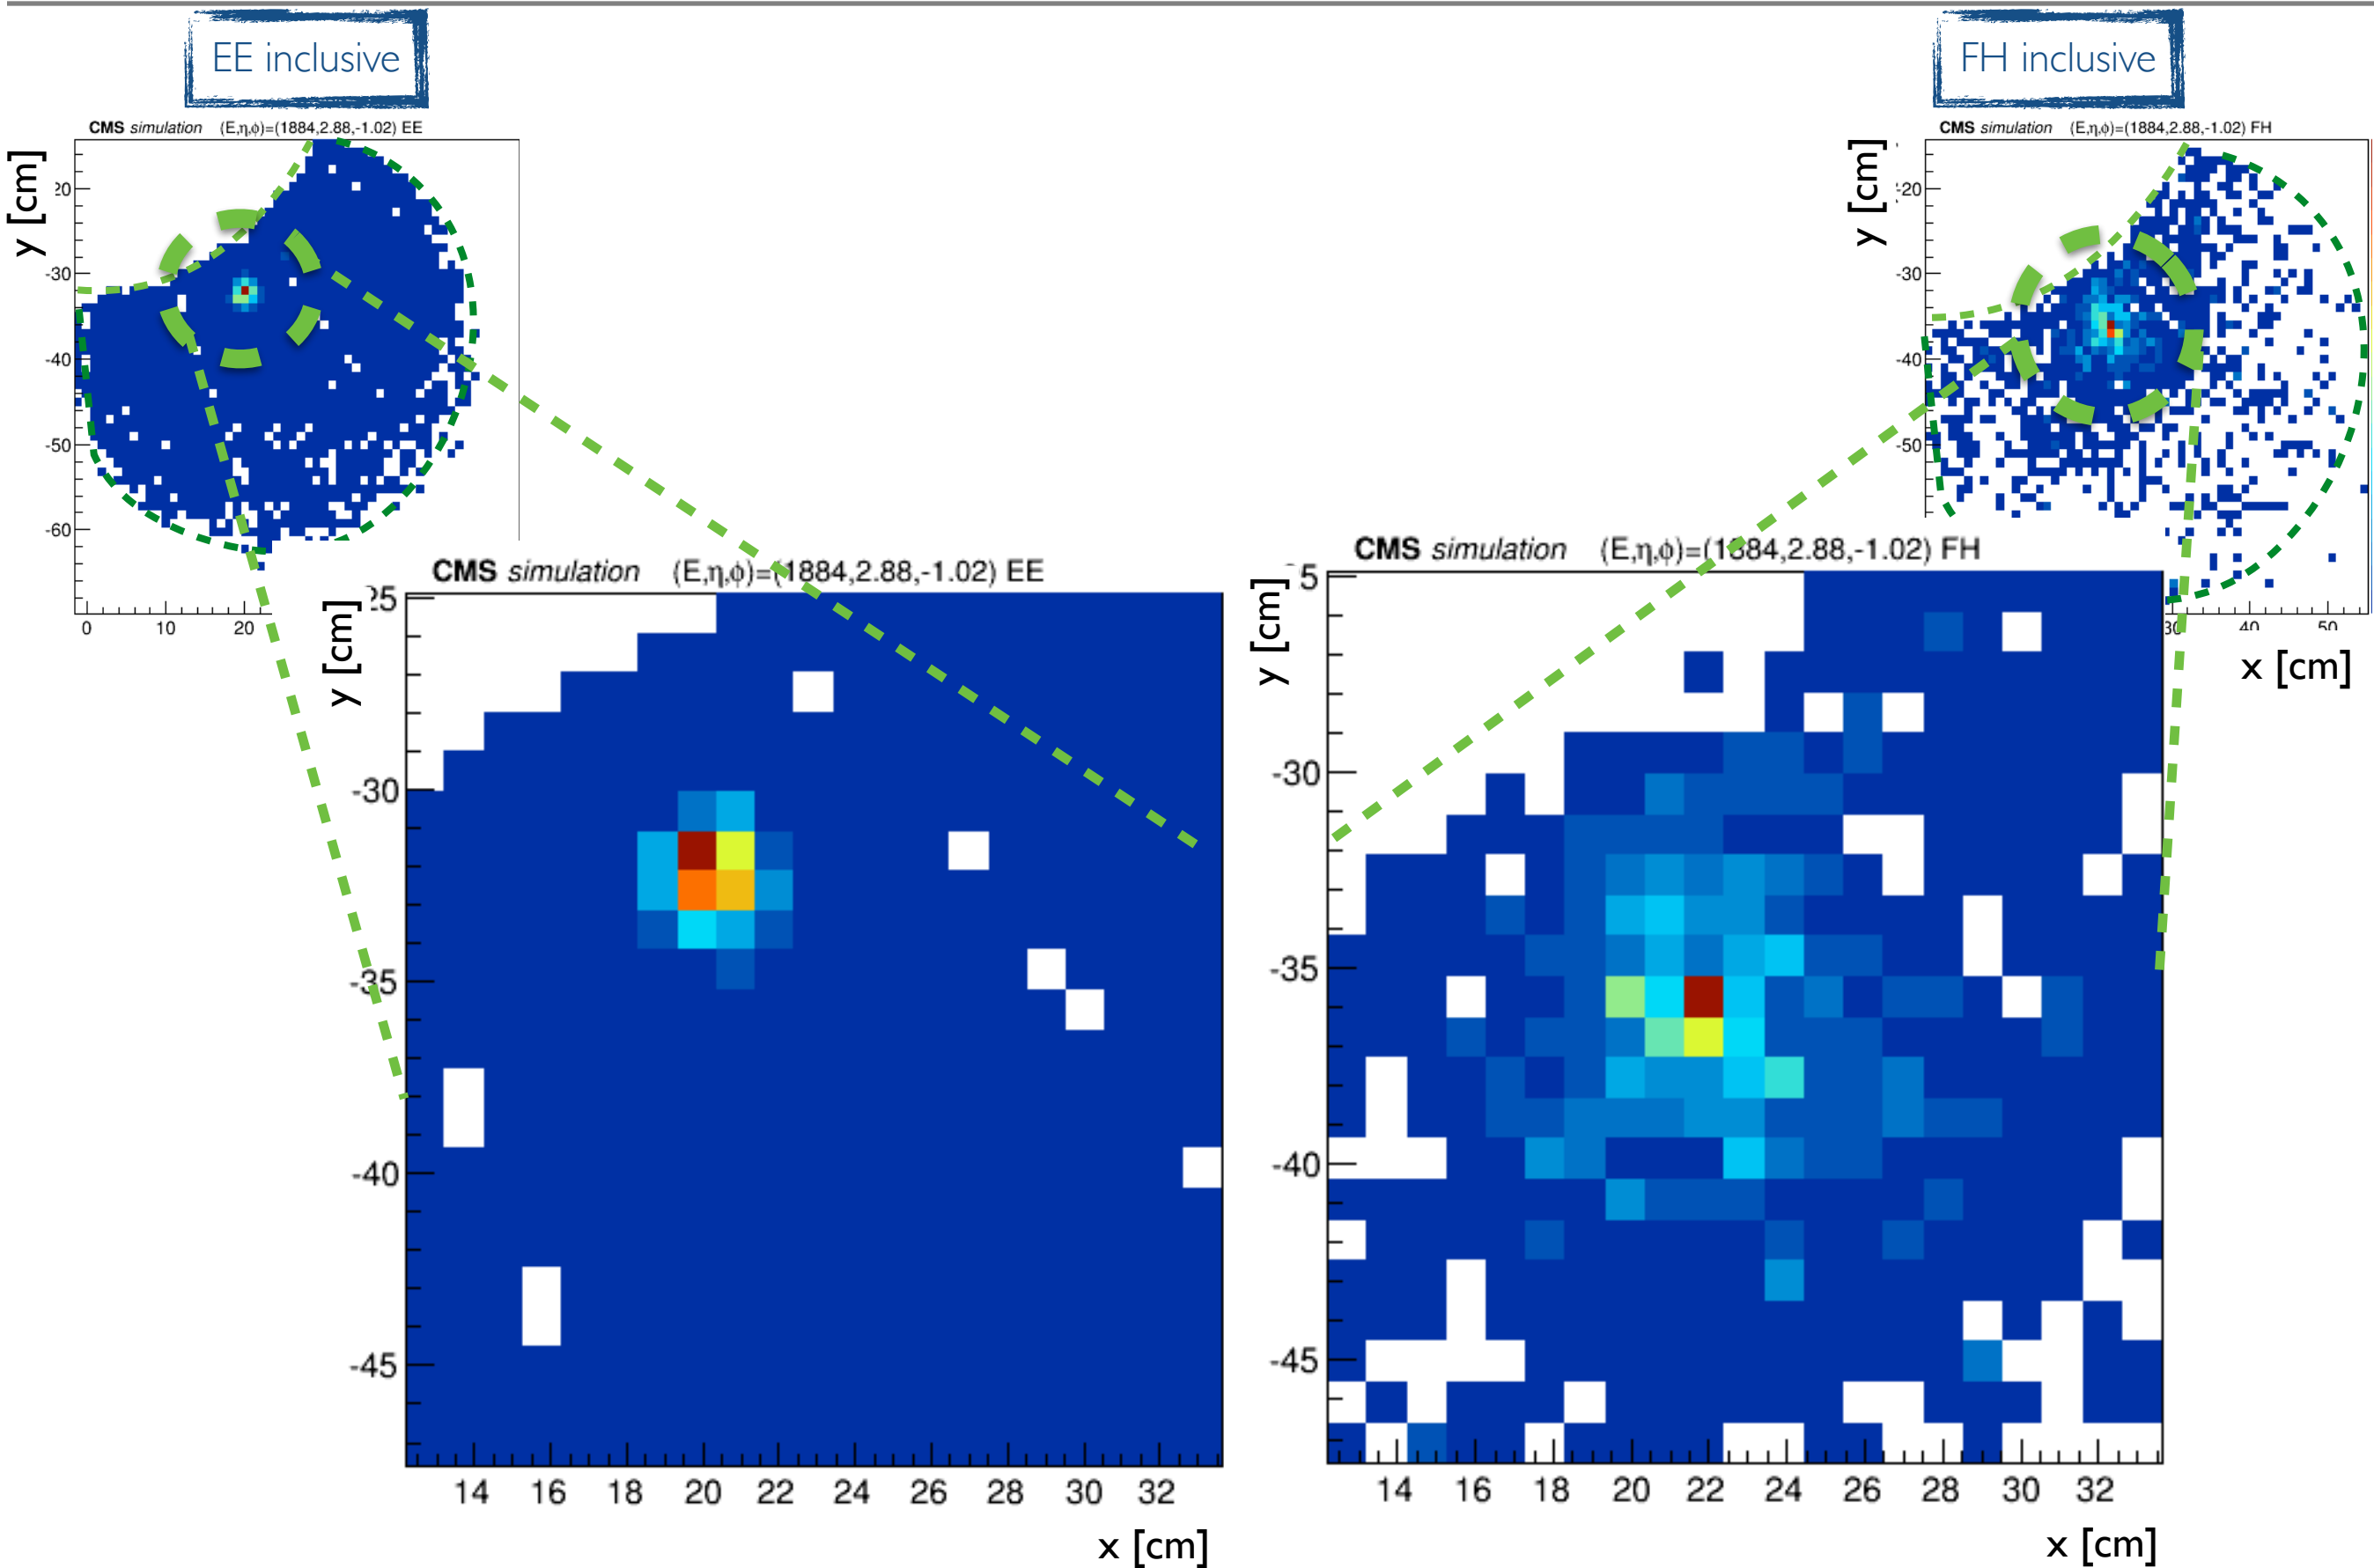 EE inclusive
FH inclusive
CMS simulation (E,η,φ)=(1884,2.88,-1.02) EE
CMS simulation (E,η,φ)=(1884,2.88,-1.02) FH
y [cm]
-30
-40
-50
-60
0 10 20
y [cm]
-20
-30
-40
-50
40 50
x [cm]
CMS simulation (E,η,φ)=(1884,2.88,-1.02) EE
y [cm]
-30
-35
-40
-45
14 16 18 20 22 24 26 28 30 32
x [cm]
CMS simulation (E,η,φ)=(1884,2.88,-1.02) FH
y [cm]
-30
-35
-40
-45
14 16 18 20 22 24 26 28 30 32
x [cm]